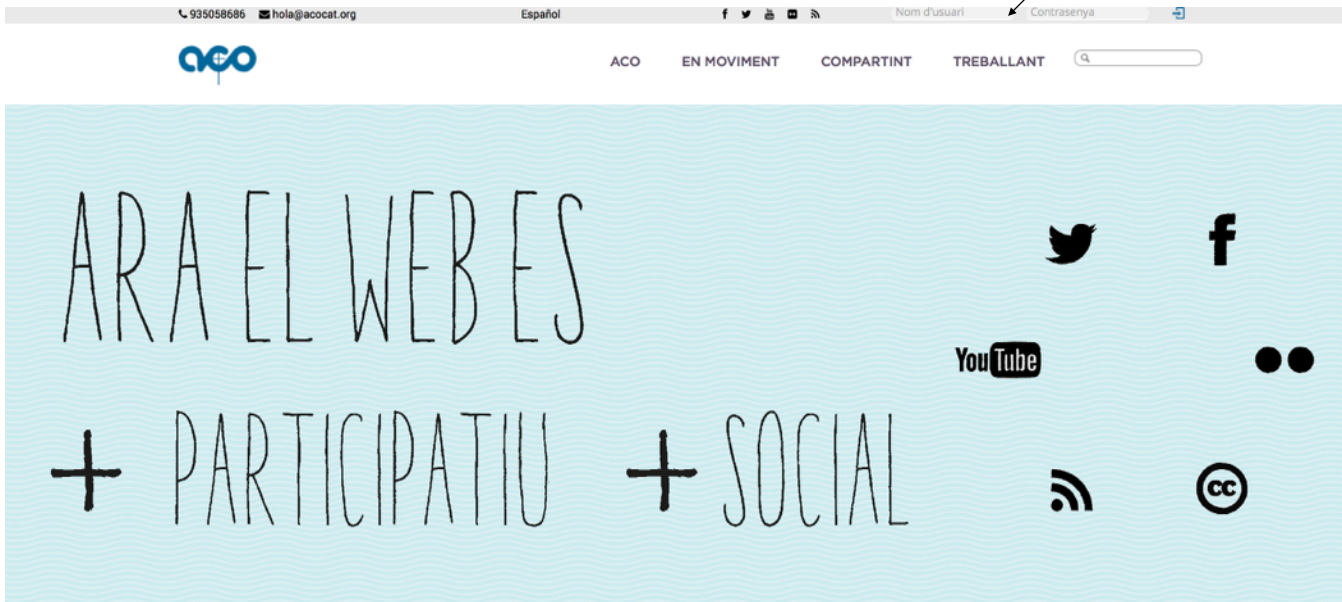 935058686 hola@acocat.org Español Nom d'usuari Contrasenya
aco ACO EN MOVIMENT COMPARTINT TREBALLANT
ARA EL WEB ES
YouTube
+ PARTICIPATIU + SOCIAL
cc